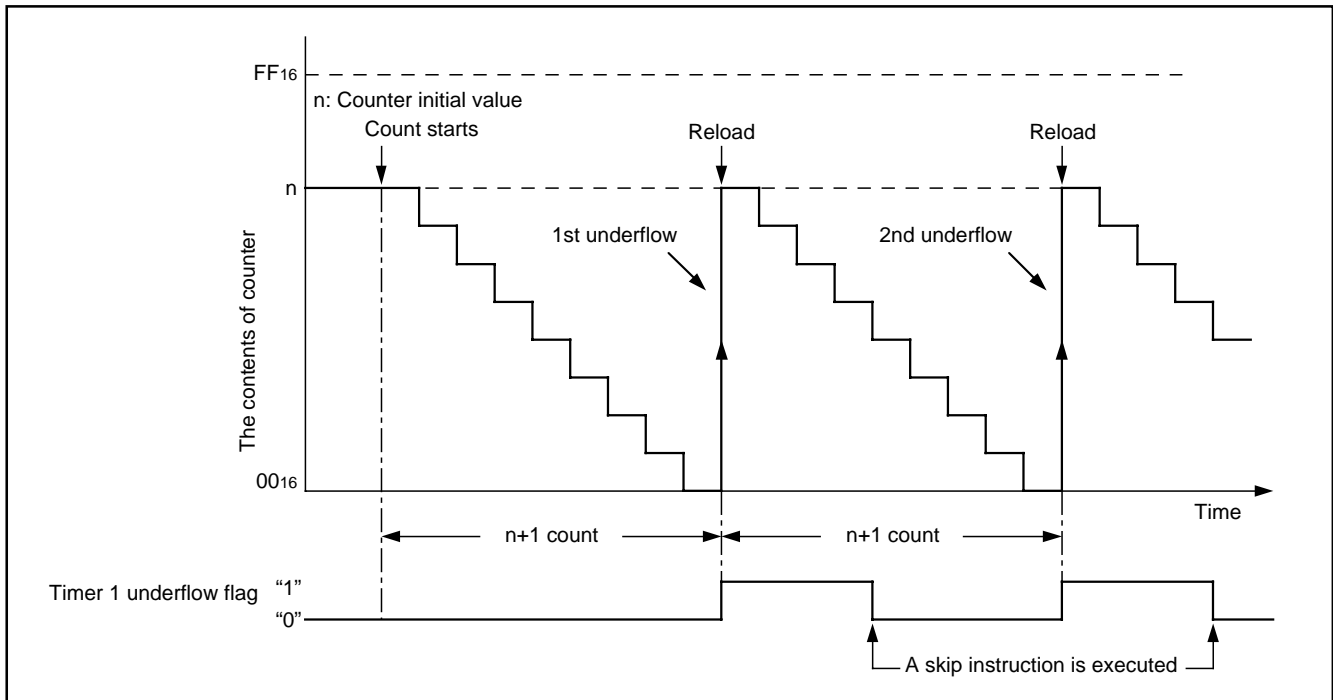 FF16
n: Counter initial value
Count starts
Reload
Reload
n
1st underflow
2nd underflow
The contents of counter
0016
Time
n+1 count
n+1 count
Timer 1 underflow flag
“1”
“0”
A skip instruction is executed